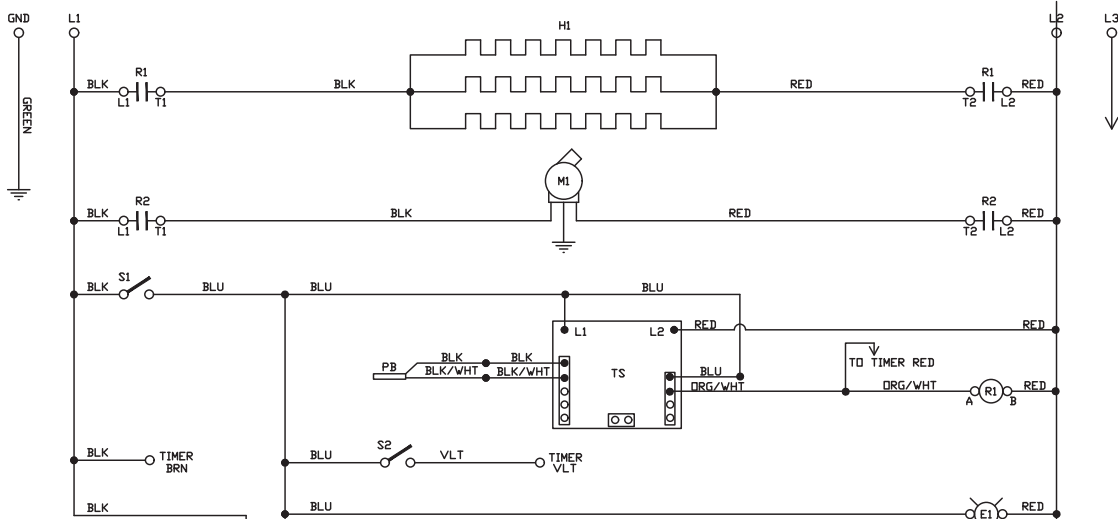 GND
L1
H1
L2
L3
BLK
R1
L1
T1
BLK
RED
R1
T2
L2
RED
GREEN
M1
BLK
R2
L1
T1
BLK
RED
R2
T2
L2
RED
S1
BLK
BLU
BLU
BLU
L1
L2
RED
RED
PB
BLK
BLK
BLK/WHT
BLK/WHT
TS
BLU
ORG/WHT
TO TIMER RED
ORG/WHT
A
R1
B
RED
BLK
TIMER
BRN
BLU
S2
VLT
TIMER
VLT
BLK
BLU
E1
RED